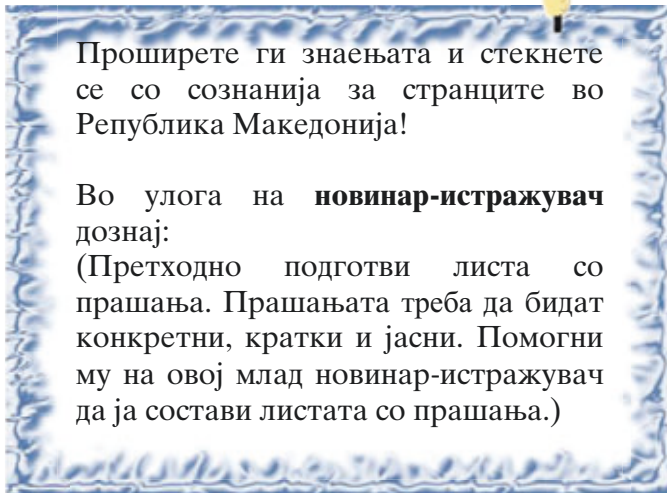 Проширете ги знаењата и стекнете
се со сознанија за странците во
Република Македонија!
Во улога на новинар-истражувач
дознај:
(Претходно подготви листа со
прашања. Прашањата треба да бидат
конкретни, кратки и јасни. Помогни
му на овој млад новинар-истражувач
да ја состави листата со прашања.)